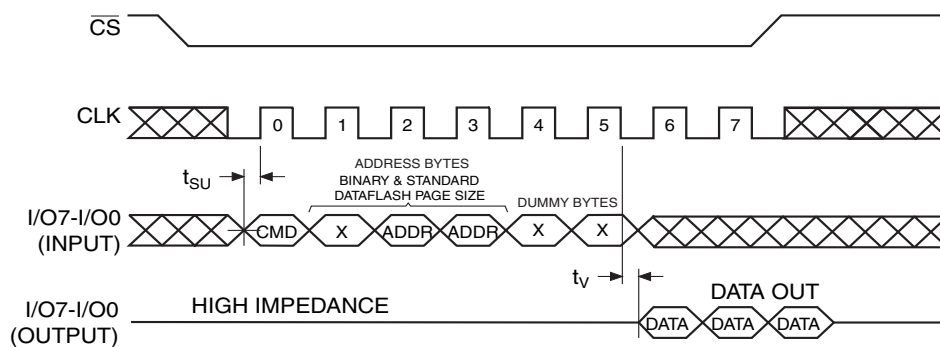 CS
CLK
0 1 2 3 4 5 6 7
tSU
ADDRESS BYTES
BINARY & STANDARD
DATAFLASH PAGE SIZE
DUMMY BYTES
I/O7-I/O0
(INPUT)
CMD X ADDR ADDR X X
tV
I/O7-I/O0
(OUTPUT)
HIGH IMPEDANCE
DATA OUT
DATA DATA DATA